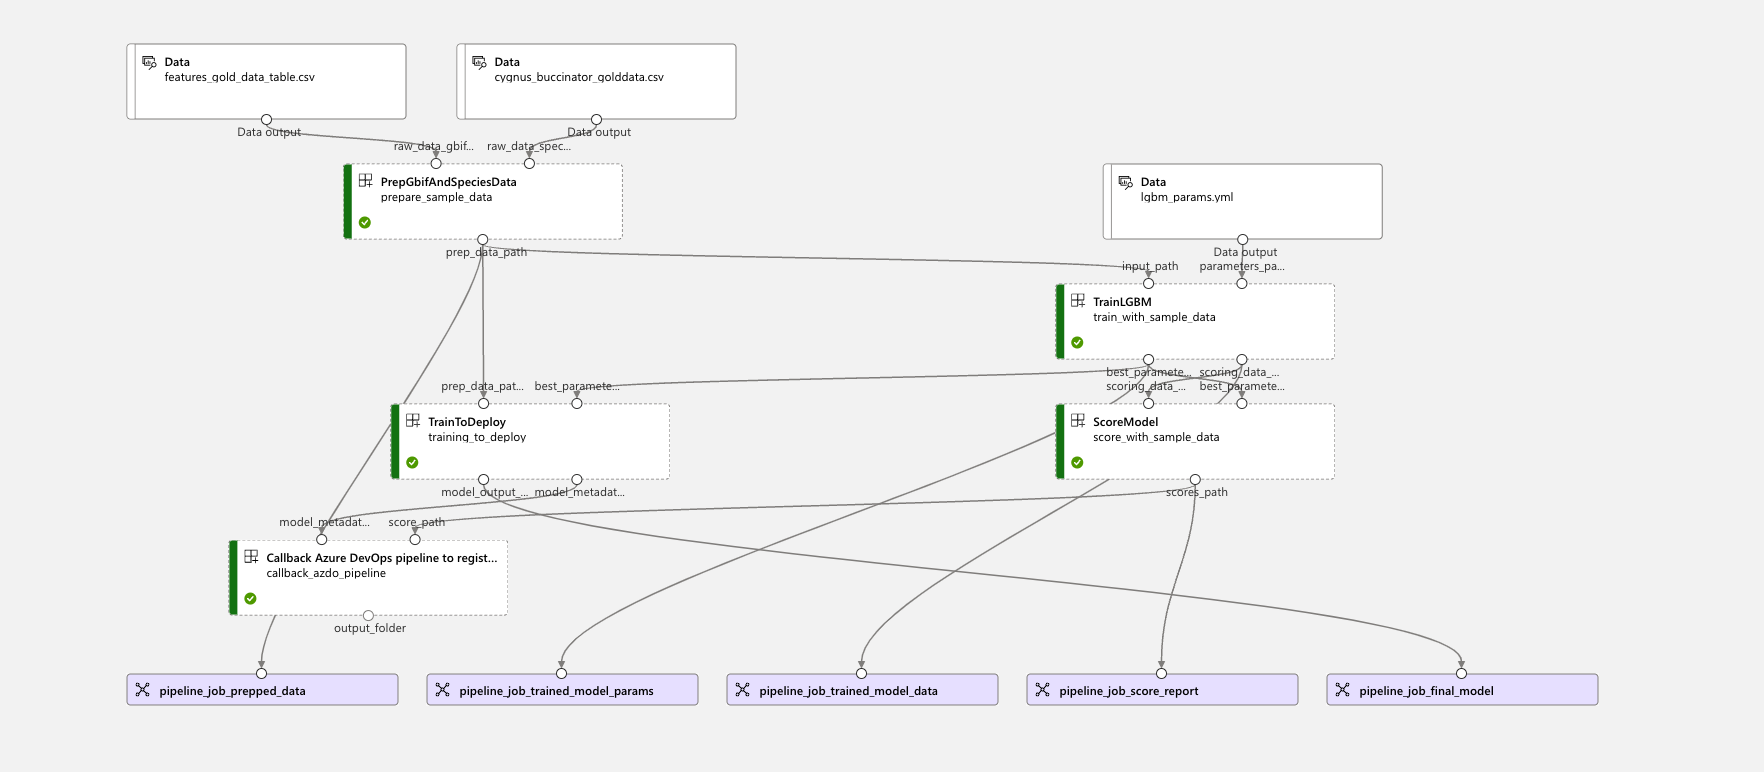 Data
features_gold_data_table.csv
Data output
Data
cygnus_buccinator_golddata.csv
Data output
raw_data_gbif...
raw_data_spec...
PrepGbifAndSpeciesData
prepare_sample_data
prep_data_path
Data
lgbm_params.yml
Data output
input_path
parameters_pa...
TrainLGBM
train_with_sample_data
best_paramete...
scoring_data_...
prep_data_pat...
best_paramete...
scoring_data_...
best_paramete...
TrainToDeploy
training_to_deploy
model_output_...
model_metadat...
ScoreModel
score_with_sample_data
scores_path
model_metadat...
score_path
Callback Azure DevOps pipeline to regist...
callback_azdo_pipeline
output_folder
pipeline_job_prepped_data
pipeline_job_trained_model_params
pipeline_job_trained_model_data
pipeline_job_score_report
pipeline_job_final_model